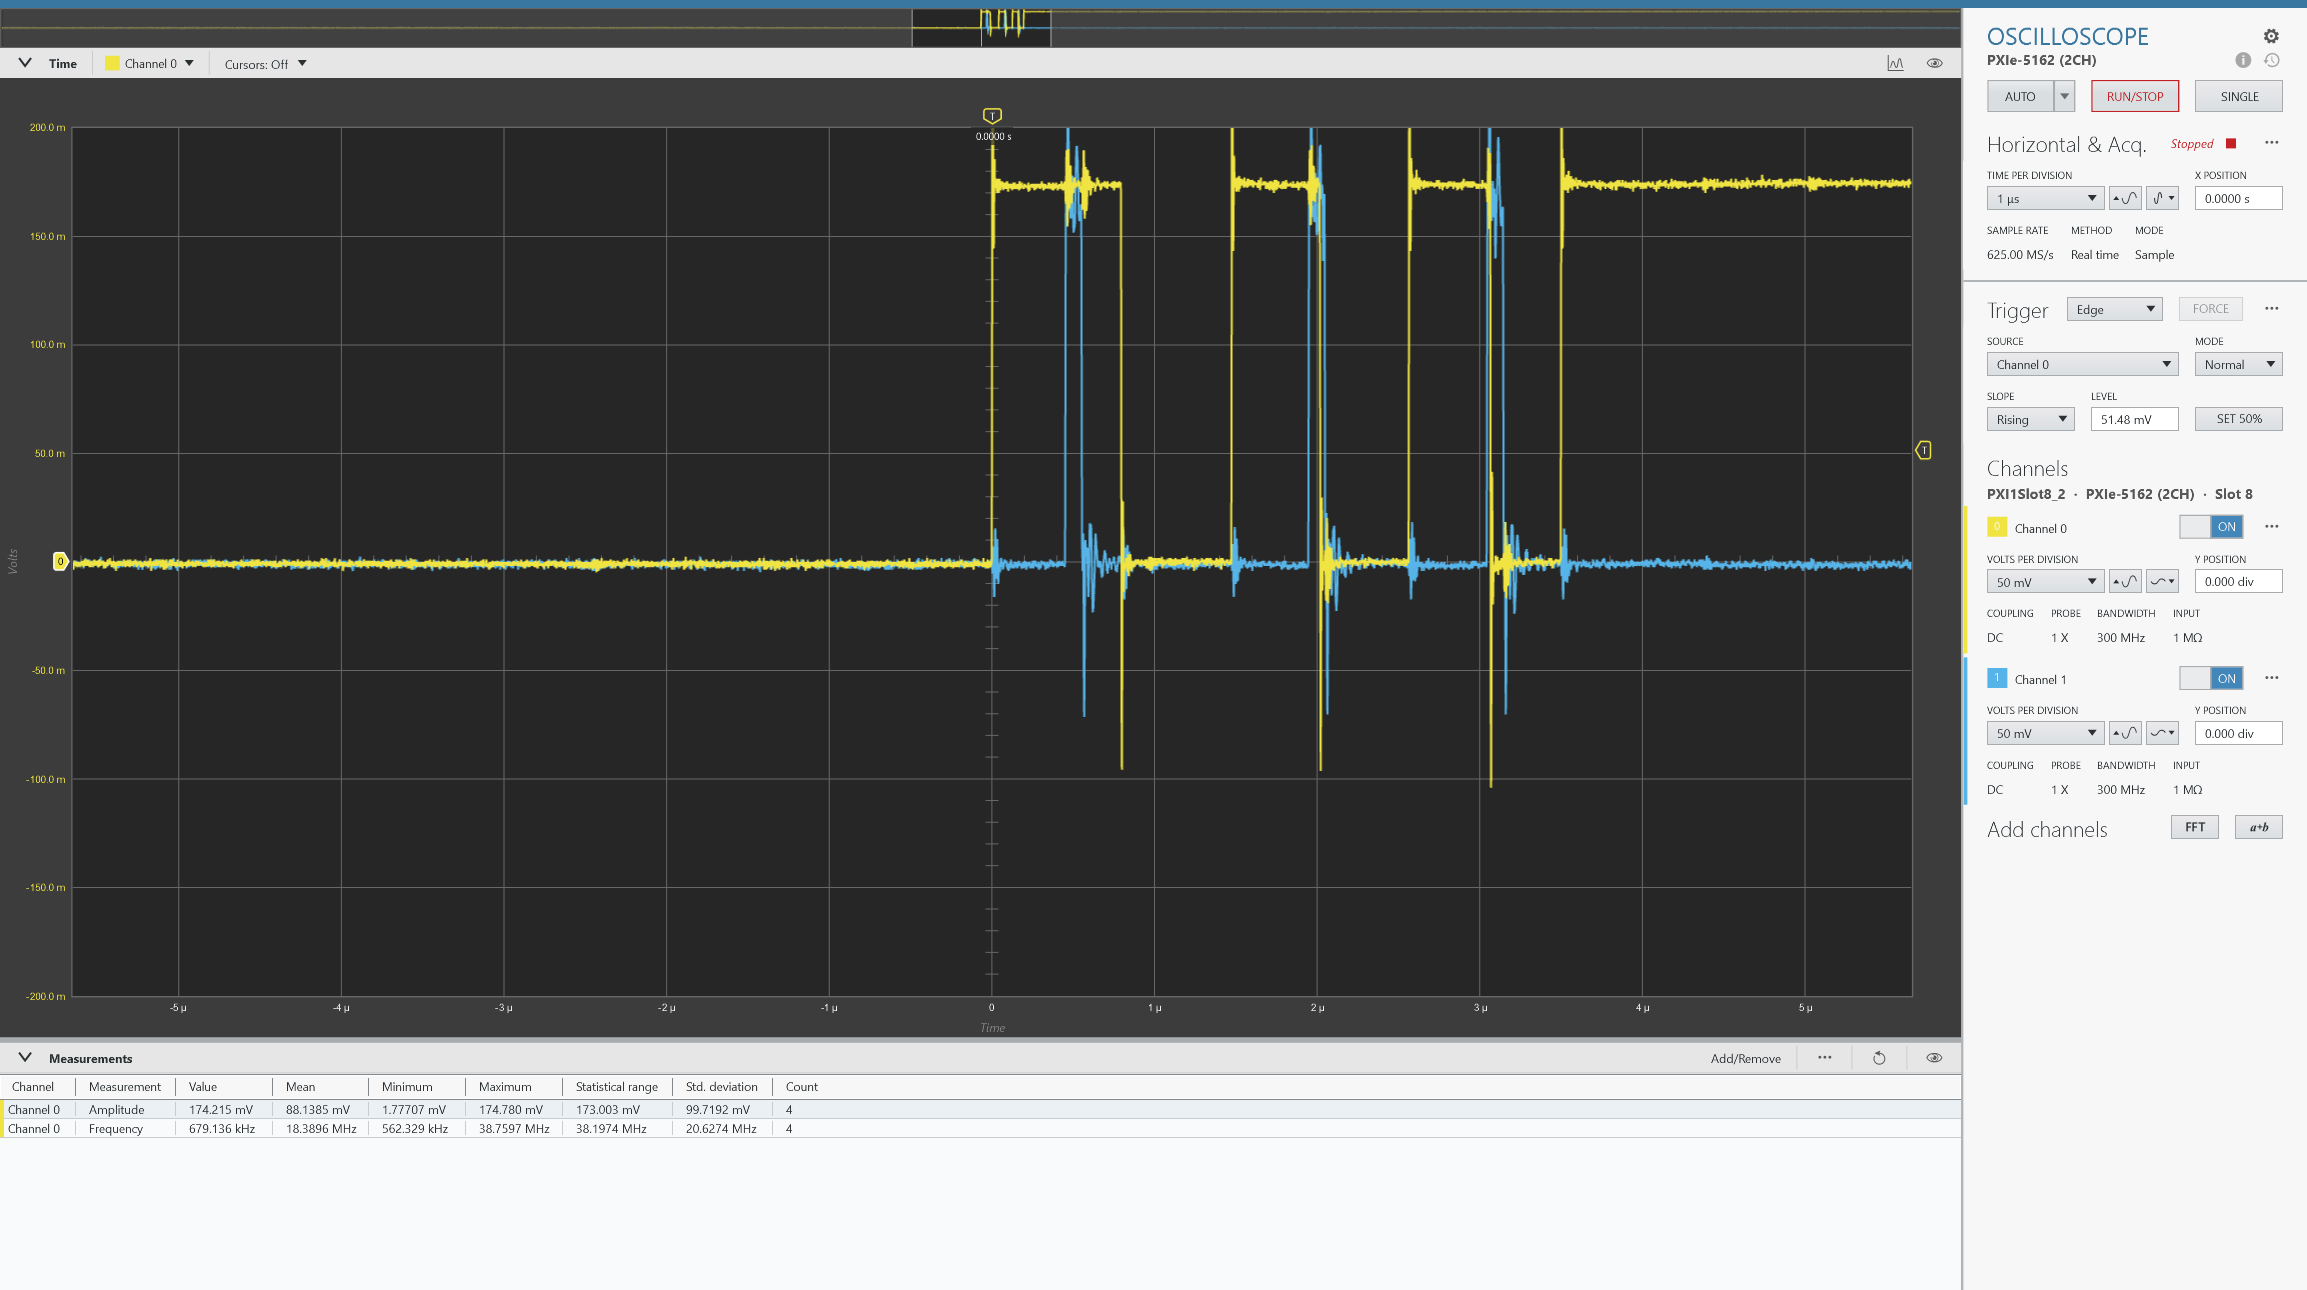 Time Channel 0 Cursors: Off
T
0.0000 s
200.0 m
150.0 m
100.0 m
50.0 m
T
0
-50.0 m
-100.0 m
-150.0 m
-200.0 m
Volts
-5 µ -4 µ -3 µ -2 µ -1 µ 0 1 µ 2 µ 3 µ 4 µ 5 µ
Time
Measurements Add/Remove ...
Channel Measurement Value Mean Minimum Maximum Statistical range Std. deviation Count
Channel 0 Amplitude 174.215 mV 88.1385 mV 1.77707 mV 174.780 mV 173.003 mV 99.7192 mV 4
Channel 0 Frequency 679.136 kHz 18.3896 MHz 562.329 kHz 38.7597 MHz 38.1974 MHz 20.6274 MHz 4
OSCILLOSCOPE
PXIe-5162 (2CH)
AUTO RUN/STOP SINGLE
Horizontal & Acq. Stopped ...
TIME PER DIVISION X POSITION
1 µs 0.0000 s
SAMPLE RATE METHOD MODE
625.00 MS/s Real time Sample
Trigger Edge FORCE ...
SOURCE MODE
Channel 0 Normal
SLOPE LEVEL
Rising 51.48 mV SET 50%
Channels
PXI1Slot8_2 · PXIe-5162 (2CH) · Slot 8
0 Channel 0 ON ...
VOLTS PER DIVISION Y POSITION
50 mV 0.000 div
COUPLING PROBE BANDWIDTH INPUT
DC 1 X 300 MHz 1 MΩ
1 Channel 1 ON ...
VOLTS PER DIVISION Y POSITION
50 mV 0.000 div
COUPLING PROBE BANDWIDTH INPUT
DC 1 X 300 MHz 1 MΩ
Add channels FFT a+b